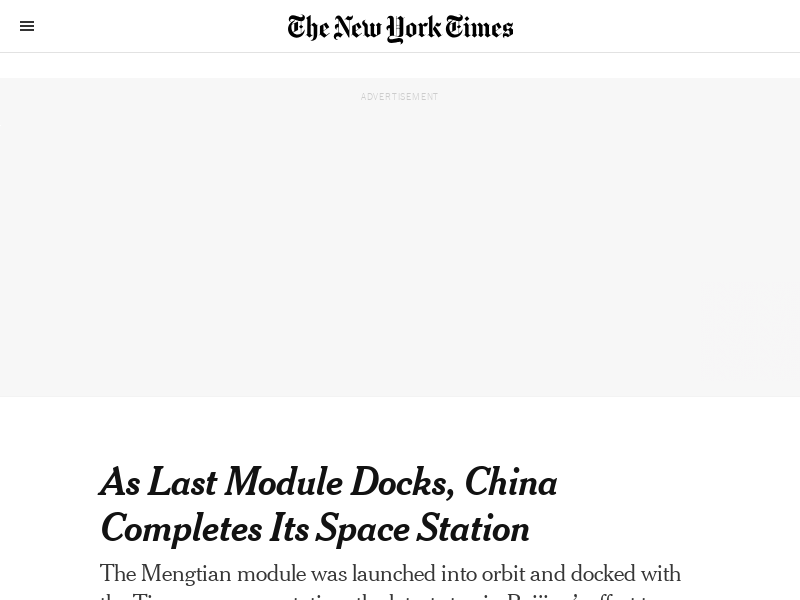 The New York Times
ADVERTISEMENT
As Last Module Docks, China
Completes Its Space Station
The Mengtian module was launched into orbit and docked with